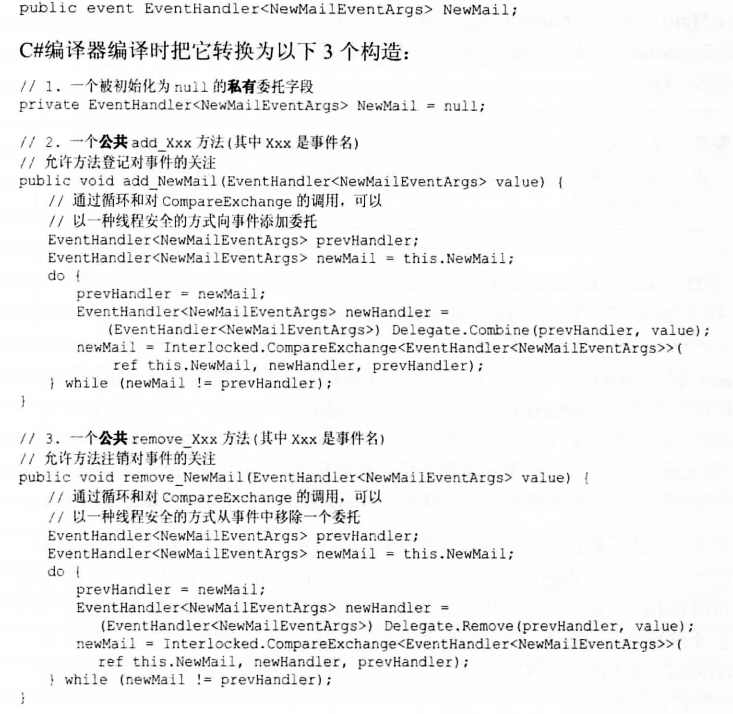 public event EventHandler<NewMailEventArgs> NewMail;
C#编译器编译时把它转换为以下 3 个构造：
// 1. 一个被初始化为 null 的私有委托字段
private EventHandler<NewMailEventArgs> NewMail = null;
// 2. 一个公共 add_Xxx 方法(其中 Xxx 是事件名)
// 允许方法登记对事件的关注
public void add_NewMail(EventHandler<NewMailEventArgs> value) {
// 通过循环和对 CompareExchange 的调用，可以
// 以一种线程安全的方式向事件添加委托
EventHandler<NewMailEventArgs> prevHandler;
EventHandler<NewMailEventArgs> newMail = this.NewMail;
do {
prevHandler = newMail;
EventHandler<NewMailEventArgs> newHandler =
(EventHandler<NewMailEventArgs>) Delegate.Combine(prevHandler, value);
newMail = Interlocked.CompareExchange<EventHandler<NewMailEventArgs>>(
ref this.NewMail, newHandler, prevHandler);
} while (newMail != prevHandler);
}
// 3. 一个公共 remove_Xxx 方法(其中 Xxx 是事件名)
// 允许方法注销对事件的关注
public void remove_NewMail(EventHandler<NewMailEventArgs> value) {
// 通过循环和对 CompareExchange 的调用，可以
// 以一种线程安全的方式从事件中移除一个委托
EventHandler<NewMailEventArgs> prevHandler;
EventHandler<NewMailEventArgs> newMail = this.NewMail;
do {
prevHandler = newMail;
EventHandler<NewMailEventArgs> newHandler =
(EventHandler<NewMailEventArgs>) Delegate.Remove(prevHandler, value);
newMail = Interlocked.CompareExchange<EventHandler<NewMailEventArgs>>(
ref this.NewMail, newHandler, prevHandler);
} while (newMail != prevHandler);
}